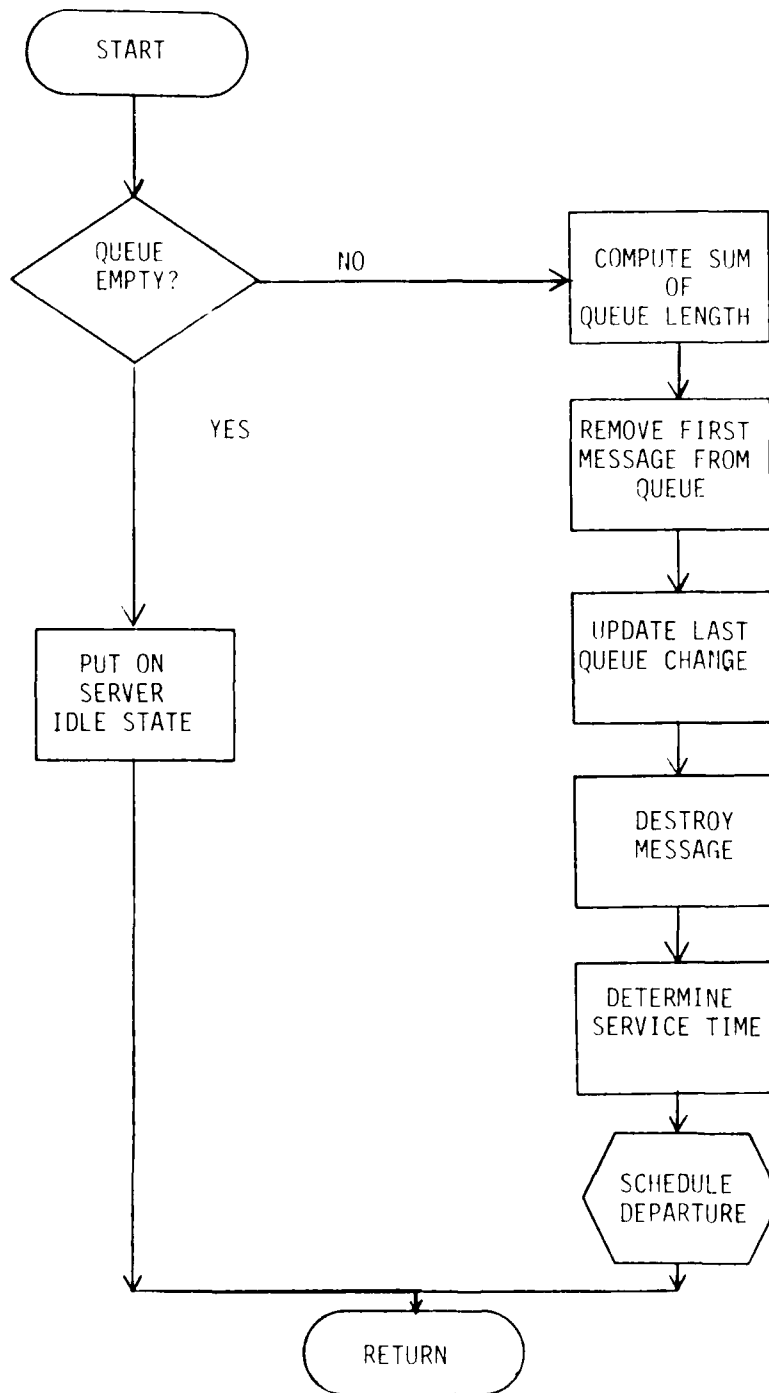 START
QUEUE
EMPTY?
NO
YES
COMPUTE SUM
OF
QUEUE LENGTH
REMOVE FIRST
MESSAGE FROM
QUEUE
UPDATE LAST
QUEUE CHANGE
PUT ON
SERVER
IDLE STATE
DESTROY
MESSAGE
DETERMINE
SERVICE TIME
SCHEDULE
DEPARTURE
RETURN